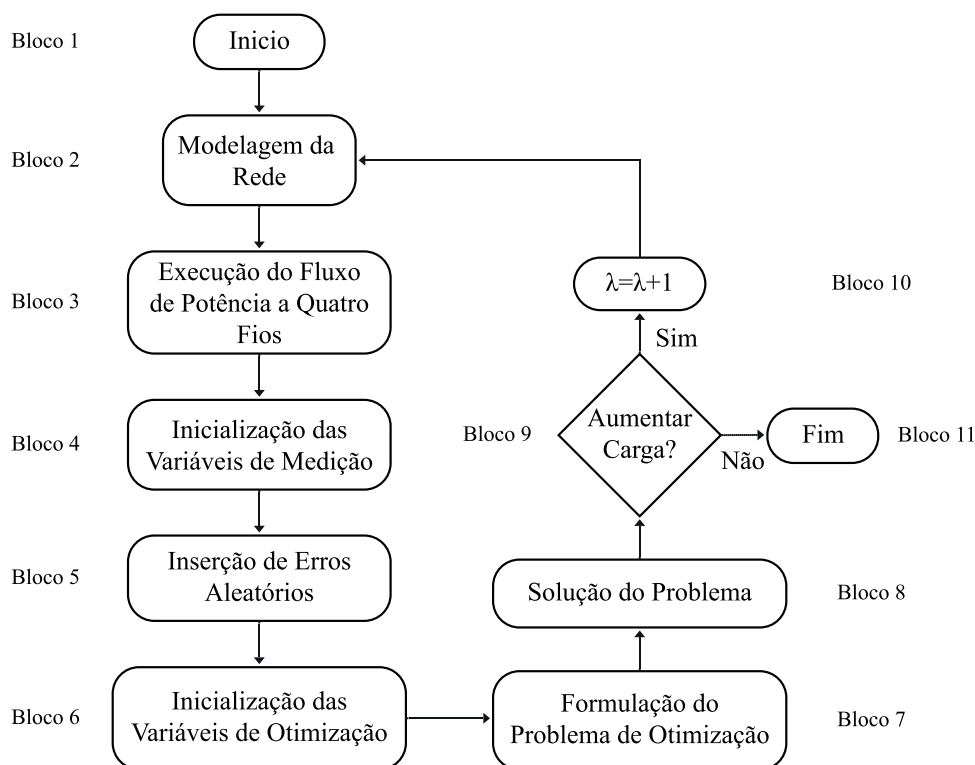 Bloco 1
Inicio
Bloco 2
Modelagem da
Rede
Bloco 3
Execução do Fluxo
de Potência a Quatro
Fios
Bloco 4
Inicialização das
Variáveis de Medição
Bloco 5
Inserção de Erros
Aleatórios
Bloco 6
Inicialização das
Variáveis de Otimização
Formulação do
Problema de Otimização
Bloco 7
Solução do Problema
Bloco 8
Bloco 9
Aumentar
Carga?
Sim
Não
λ=λ+1
Bloco 10
Fim
Bloco 11